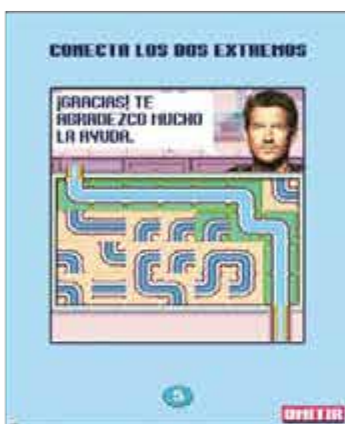 CONECTA LOS DOS EXTREMOS
¡GRACIAS! TE
AGRADEZCO MUCHO
LA AYUDA.
5
OMITIR